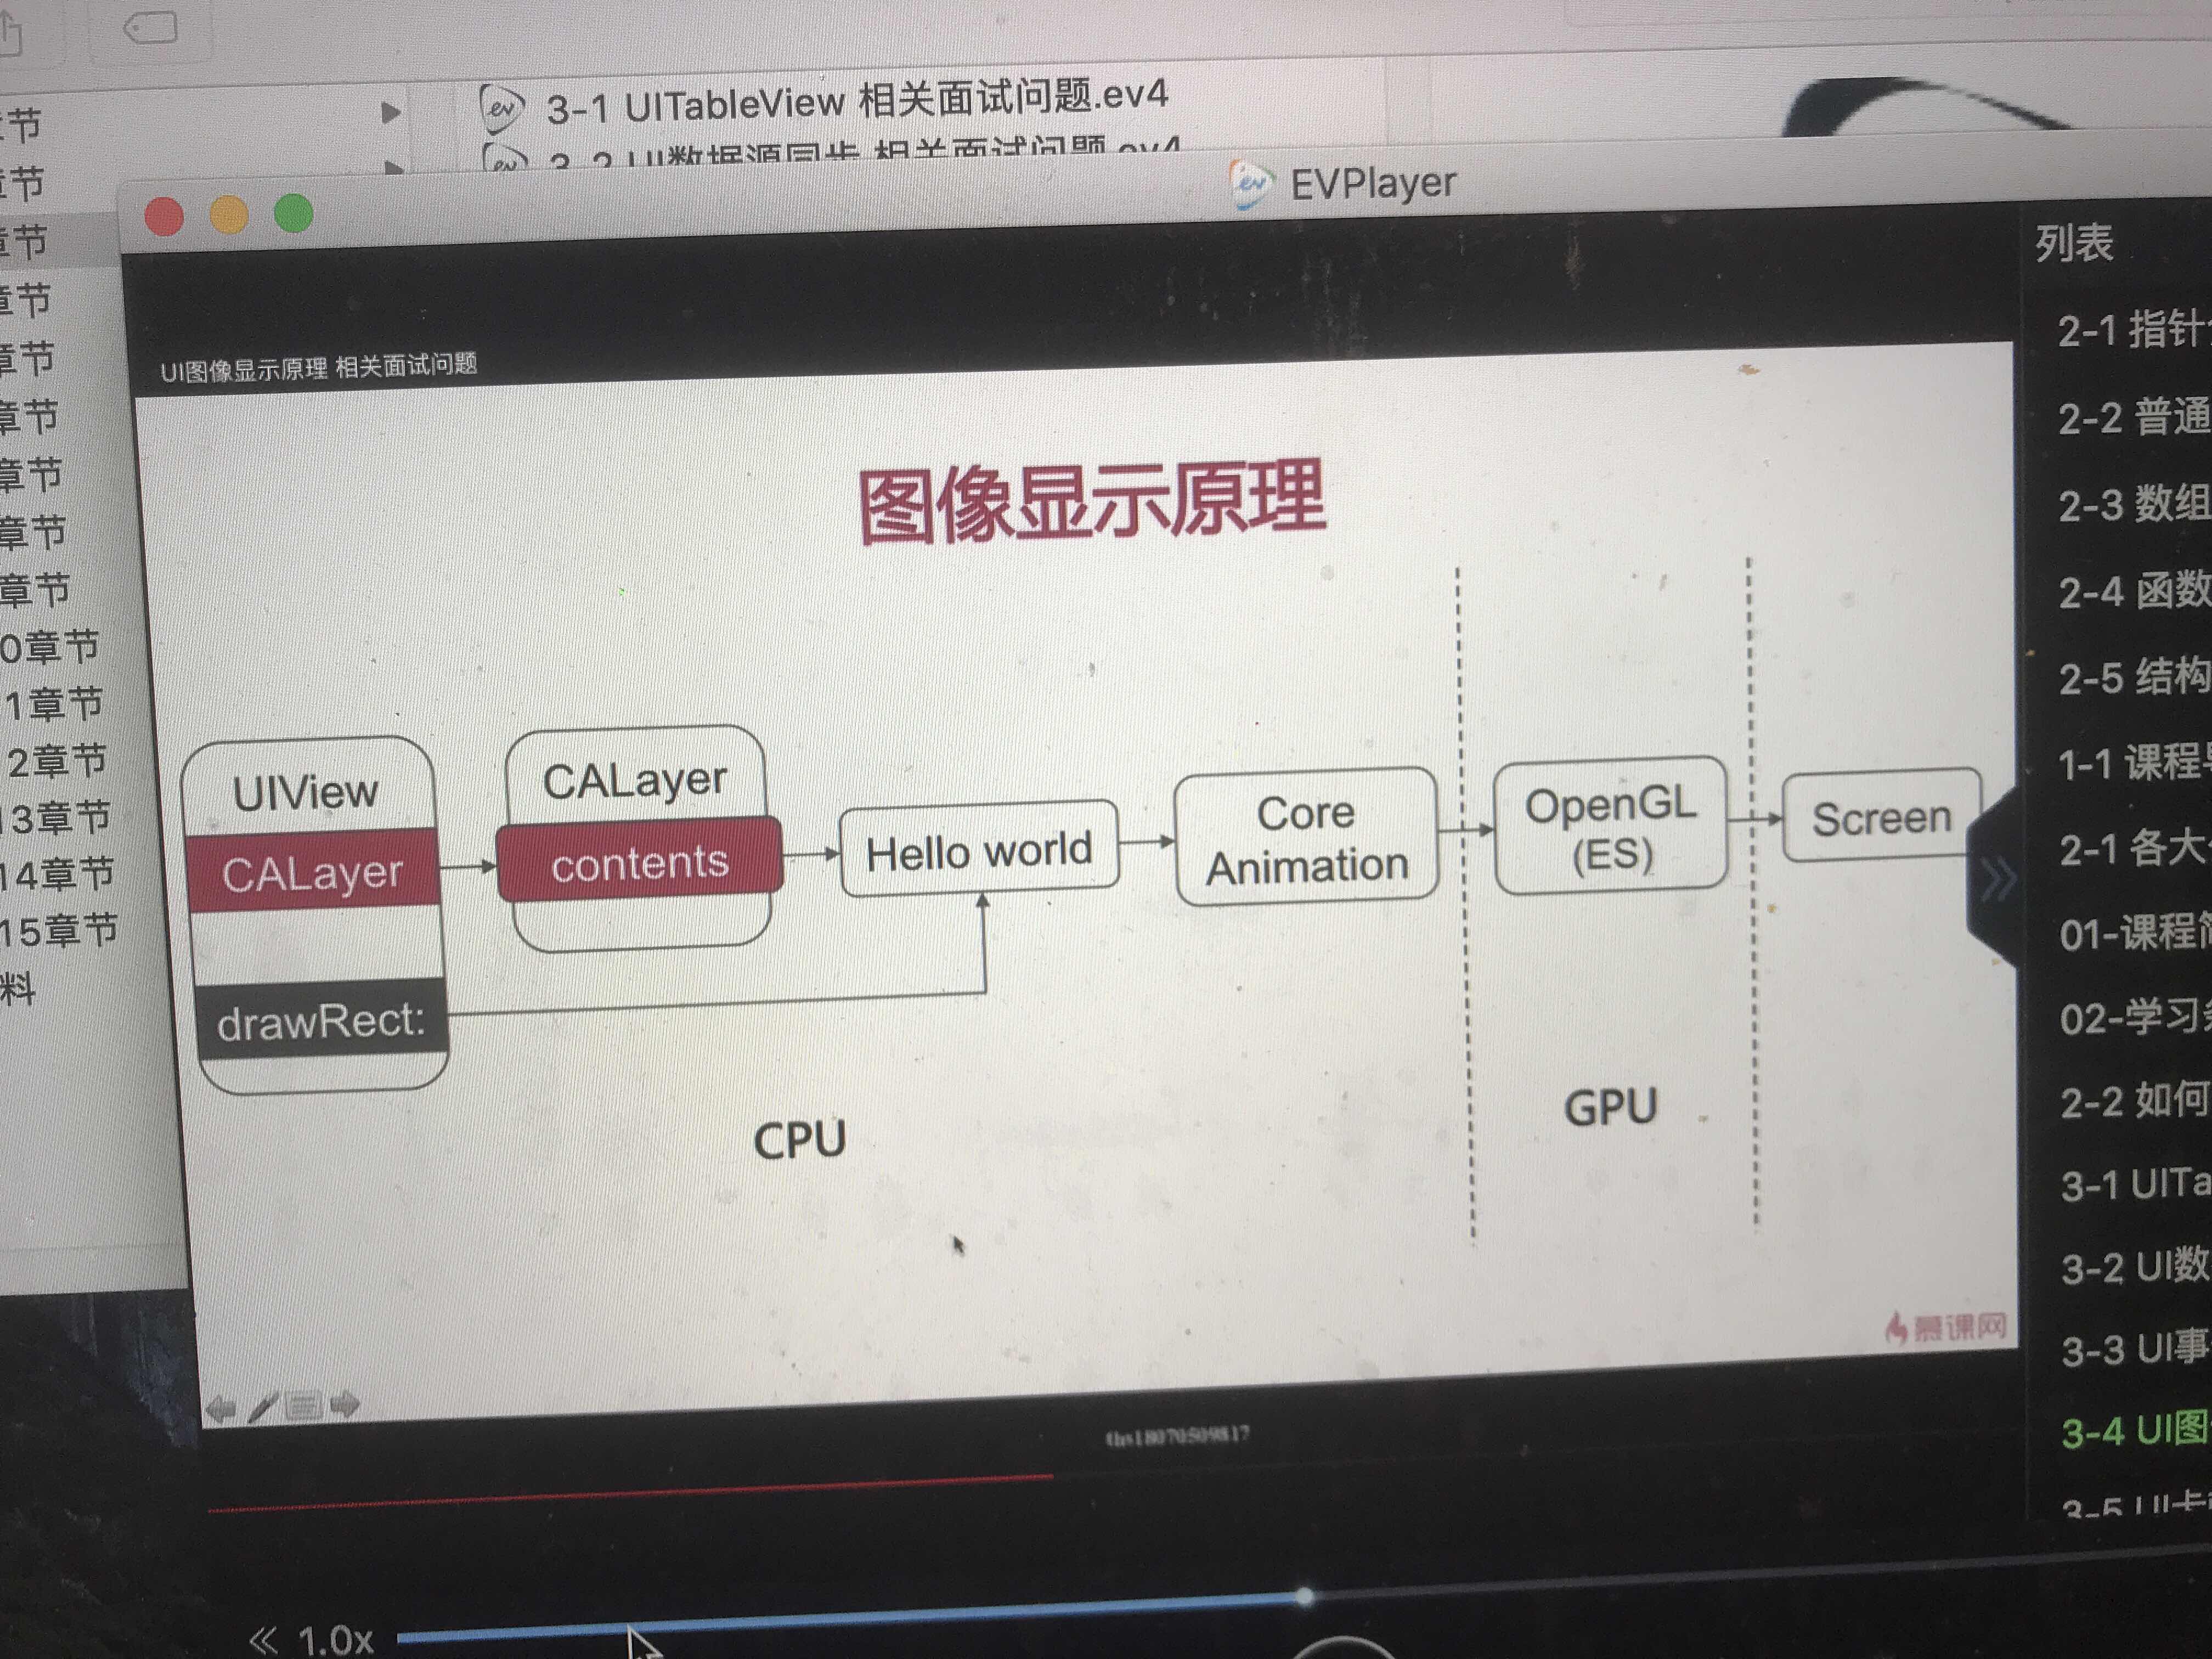 3-1 UITableView 相关面试问题.ev4
3-2 UI数据源同步 相关面试问题.ev4
章节
章节
章节
章节
章节
章节
章节
章节
章节
0章节
1章节
2章节
13章节
14章节
15章节
料
EVPlayer
UI图像显示原理 相关面试问题
图像显示原理
UIView
CALayer
drawRect:
CALayer
contents
Hello world
Core
Animation
OpenGL
(ES)
Screen
CPU
GPU
慕课网
1.0x
列表
2-1 指针
2-2 普通
2-3 数组
2-4 函数
2-5 结构
1-1 课程
2-1 各大
01-课程简
02-学习
2-2 如何
3-1 UITa
3-2 UI数
3-3 UI事
3-4 UI图
3-5 UI卡